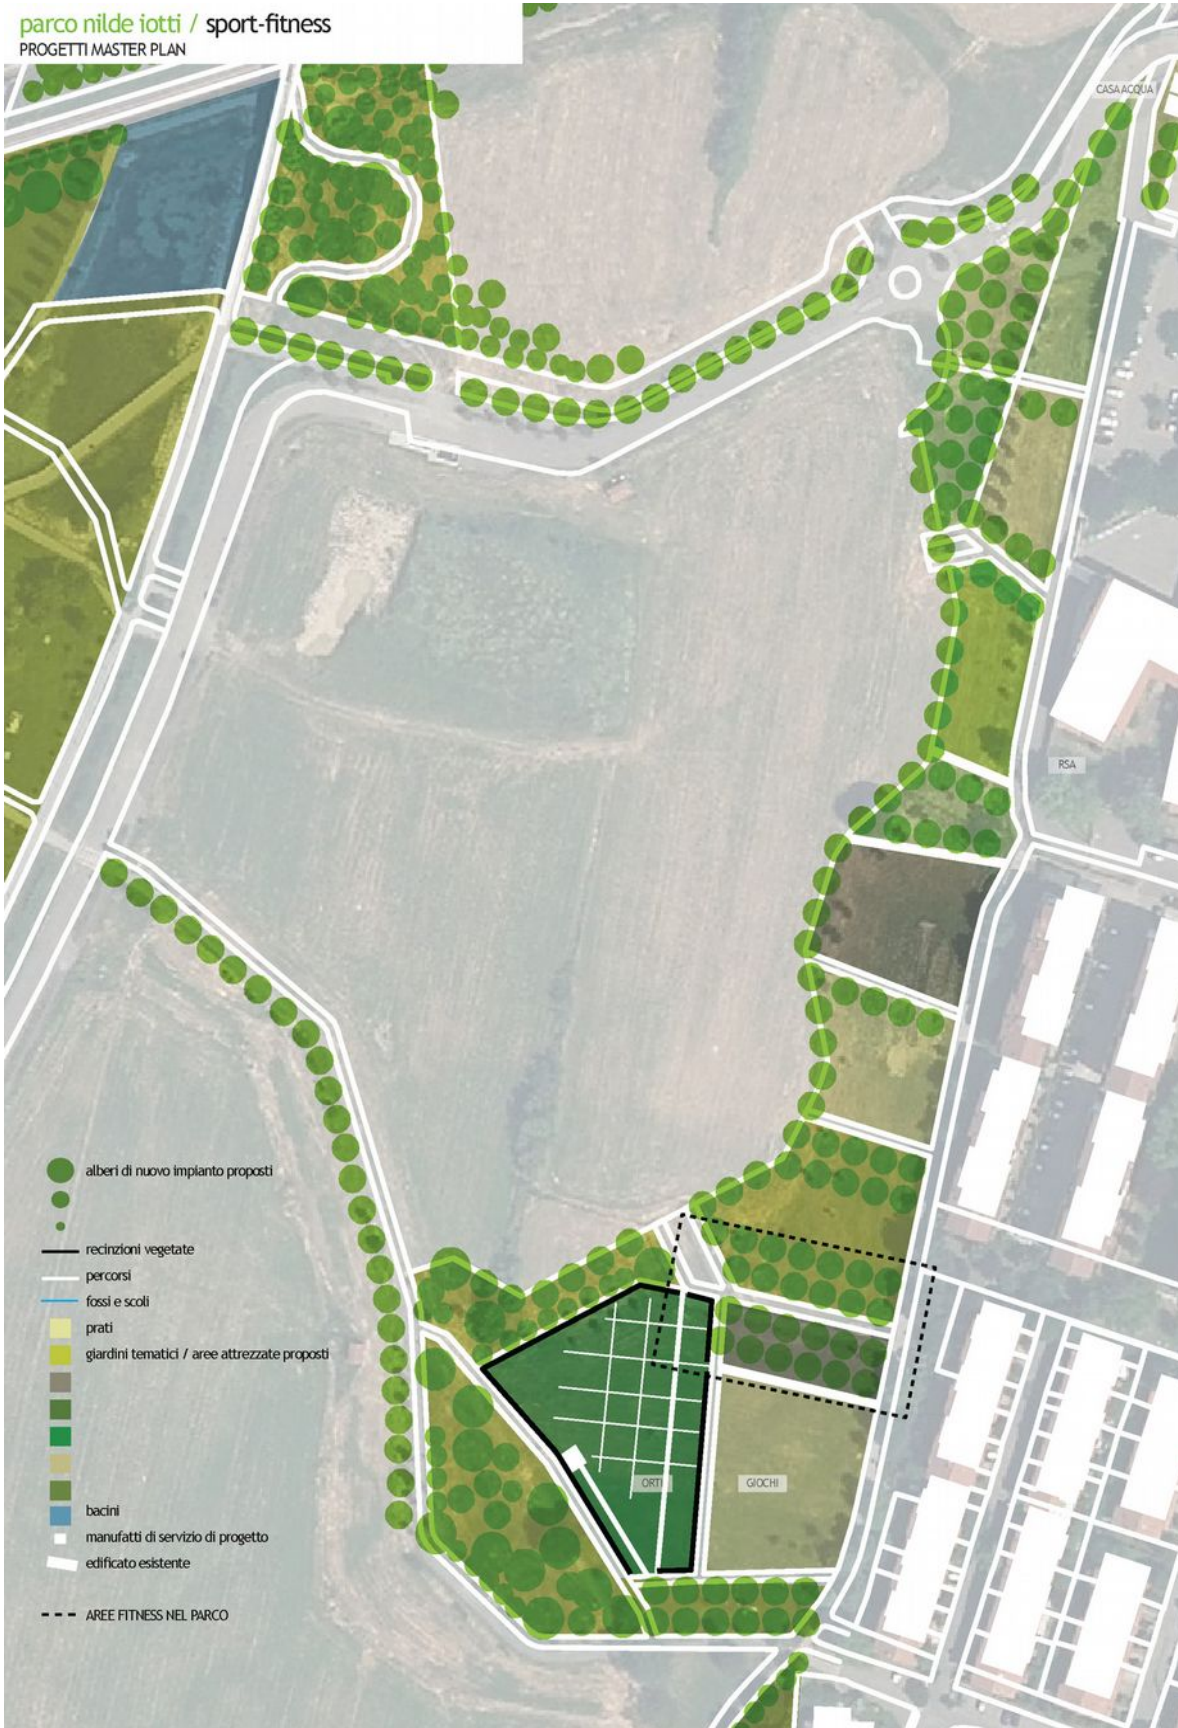 parco nilde iotti / sport-fitness
PROGETTI MASTER PLAN
CASA ACQUA
RSA
alberi di nuovo impianto proposti
recinzioni vegetate
percorsi
fossi e scoli
prati
giardini tematici / aree attrezzate proposti
bacini
manufatti di servizio di progetto
edificato esistente
AREE FITNESS NEL PARCO
ORTI
GIOCHI